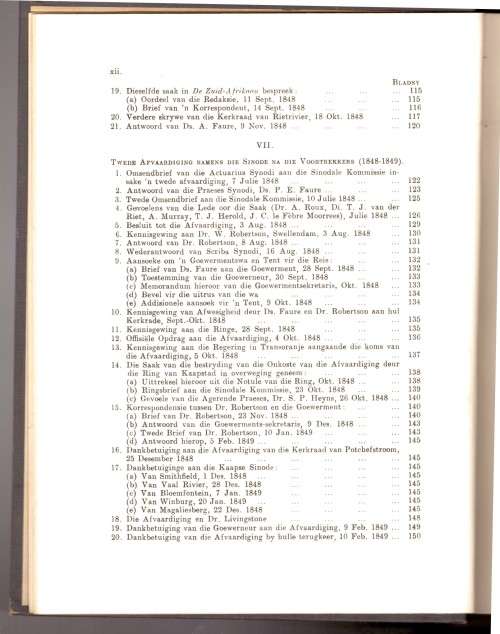 xii.
BLADSY
19. Dieselfde saak in De Zuid-Afrikaan bespreek: ... ... ... 115
(a) Oordeel van die Redaksie, 11 Sept. 1848 ... ... ... 115
(b) Brief van 'n Korrespondent, 14 Sept. 1848 ... ... ... 116
20. Verdere skrywe van die Kerkraad van Rietrivier, 18 Okt. 1848 ... 117
21. Antwoord van Ds. A. Faure, 9 Nov. 1848 ... ... ... ... 120
VII.
TWEDE AFVAARDIGING SAMENS DIE SINODE NA DIE VOORTREKKERS (1848-1849).
1. Omsendbrief van die Actuarius Synodi aan die Sinodale Kommissie in-
sake 'n twede afvaardiging, 7 Julie 1848 ... ... ... 122
2. Antwoord van die Praeses Synodi, Ds. P. E. Faure ... ... ... 123
3. Twede Omsendbrief aan die Sinodale Kommissie, 10 Julie 1848 ... 125
4. Gevoelens van die Lede oor die Saak (Dr. A. Roux, Di. T. J. van der
Riet, A. Murray, T. J. Herold, J. C. le Fèbre Moorrees), Julie 1848 ... 126
5. Besluit tot die Afvaardiging, 3 Aug. 1848 ... ... ... 129
6. Kennisgewing aan Dr. W. Robertson, Swellendam, 3 Aug. 1848 ... 130
7. Antwoord van Dr. Robertson, 8 Aug. 1848 ... ... ... 131
8. Wederantwoord van Scriba Synodi, 16 Aug. 1848 ... ... ... 131
9. Aansoeke om 'n Goewermentswa en Tent vir die Reis: ... ... 132
(a) Brief van Ds. Faure aan die Goewerment, 28 Sept. 1848 ... ... 132
(b) Toestemming van die Goewerneur, 30 Sept. 1848 ... ... 133
(c) Memorandum hieroor van die Goewermentsekretaris, Okt. 1848 ... 133
(d) Bevel vir die uitrus van die wa ... ... ... 134
(e) Addisionele aansoek vir 'n Tent, 9 Okt. 1848 ... ... ... 134
10. Kennisgewing van Afwesigheid deur Ds. Faure en Dr. Robertson aan hul
Kerkrade, Sept.-Okt. 1848 ... ... ... ... 135
11. Kennisgewing aan die Ringe, 28 Sept. 1848 ... ... ... 135
12. Offisiële Opdrag aan die Afvaardiging, 4 Okt. 1848 ... ... ... 136
13. Kennisgewing aan die Regering in Transoranje aangaande die koms van
die Afvaardiging, 5 Okt. 1848 ... ... ... ... 137
14. Die Saak van die bestryding van die Onkoste van die Afvaardiging deur
die Ring van Kaapstad in oorweging geneem: ... ... ... 138
(a) Uittreksel hieroor uit die Notule van die Ring, Okt. 1848 ... ... 138
(b) Ringsbrief aan die Sinodale Kommissie, 23 Okt. 1848 ... ... 139
(c) Gevoele van die Agerende Praeses, Dr. S. P. Heyns, 26 Okt. 1848 ... 140
15. Korrespondensie tussen Dr. Robertson en die Goewerment: ... ... 140
(a) Brief van Dr. Robertson, 23 Nov. 1848 ... ... ... 140
(b) Antwoord van die Goewerments-sekretaris, 9 Des. 1848 ... ... 143
(c) Twede Brief van Dr. Robertson, 10 Jan. 1849 ... ... ... 143
(d) Antwoord hierop, 5 Feb. 1849 ... ... ... ... 145
16. Dankbetuiging aan die Afvaardiging van die Kerkraad van Potchefstroom,
25 Desember 1848 ... ... ... ... 145
17. Dankbetuiginge aan die Kaapse Sinode: ... ... ... 145
(a) Van Smithfield, 1 Des. 1848 ... ... ... ... 145
(b) Van Vaal Rivier, 28 Des. 1848 ... ... ... 145
(c) Van Bloemfontein, 7 Jan. 1849 ... ... ... 145
(d) Van Winburg, 20 Jan. 1849 ... ... ... ... 145
(e) Van Magaliesberg, 22 Des. 1848 ... ... ... 145
18. Die Afvaardiging en Dr. Livingstone ... ... ... 148
19. Dankbetuiging van die Goewerneur aan die Afvaardiging, 9 Feb. 1849 ... 149
20. Dankbetuiging van die Afvaardiging by hulle terugkeer, 10 Feb. 1849 ... 150